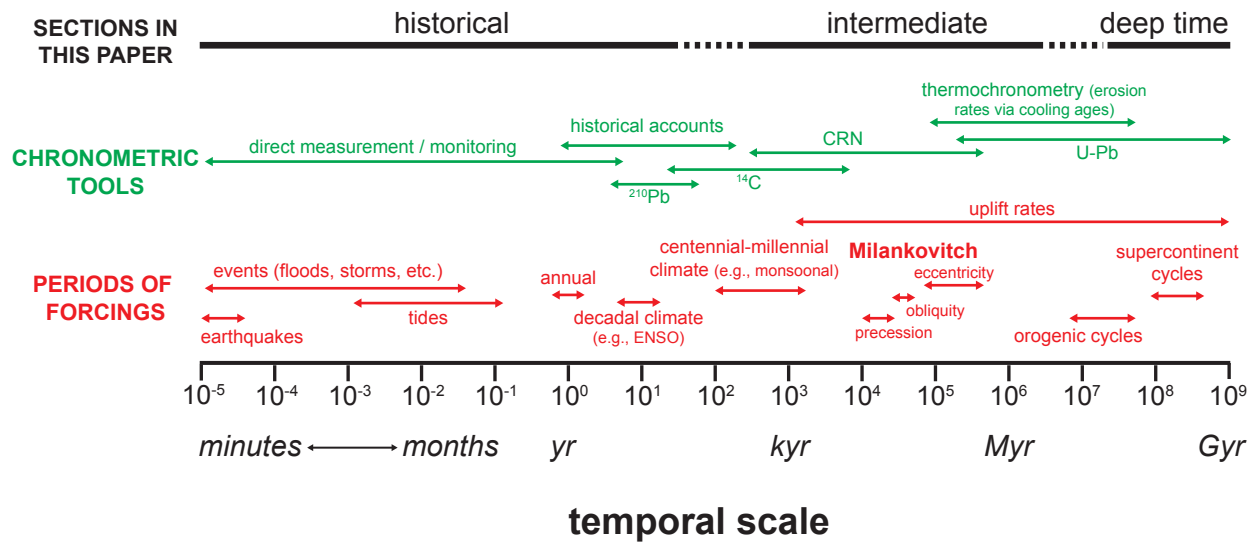 SECTIONS IN
THIS PAPER
historical
intermediate
deep time
CHRONOMETRIC
TOOLS
direct measurement / monitoring
historical accounts
²¹⁰Pb
¹⁴C
CRN
thermochronometry (erosion
rates via cooling ages)
U-Pb
PERIODS OF
FORCINGS
uplift rates
events (floods, storms, etc.)
earthquakes
tides
annual
decadal climate
(e.g., ENSO)
centennial-millennial
climate (e.g., monsoonal)
Milankovitch
eccentricity
obliquity
precession
supercontinent
cycles
orogenic cycles
10⁻⁵ 10⁻⁴ 10⁻³ 10⁻² 10⁻¹ 10⁰ 10¹ 10² 10³ 10⁴ 10⁵ 10⁶ 10⁷ 10⁸ 10⁹
minutes months yr kyr Myr Gyr
temporal scale